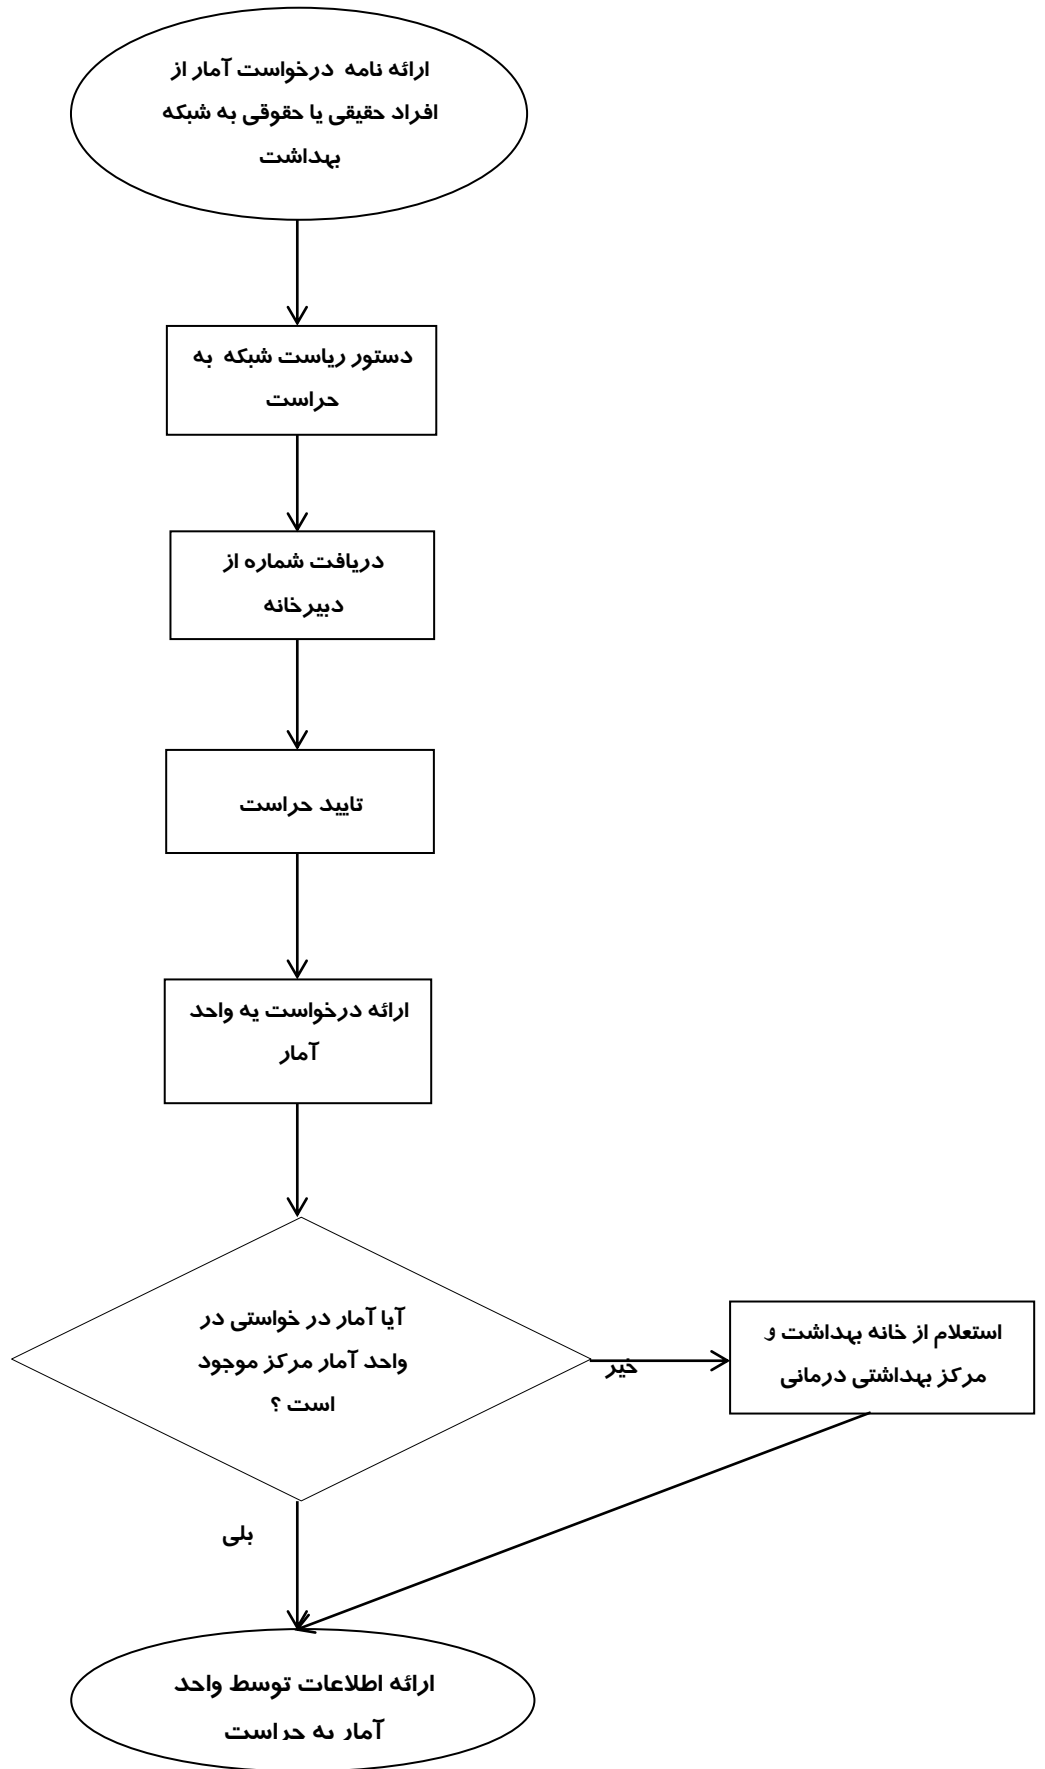 ارائه نامه درخواست آمار از
افراد حقیقی یا حقوقی به شبکه
بهداشت
دستور ریاست شبکه به
حراست
دریافت شماره از
دبیرخانه
تایید حراست
ارائه درخواست یه واحد
آمار
آیا آمار در خواستی در
واحد آمار مرکز موجود
است ؟
خیر
استعلام از خانه بهداشت و
مرکز بهداشتی درمانی
بلی
ارائه اطلاعات توسط واحد
آمار به حراست